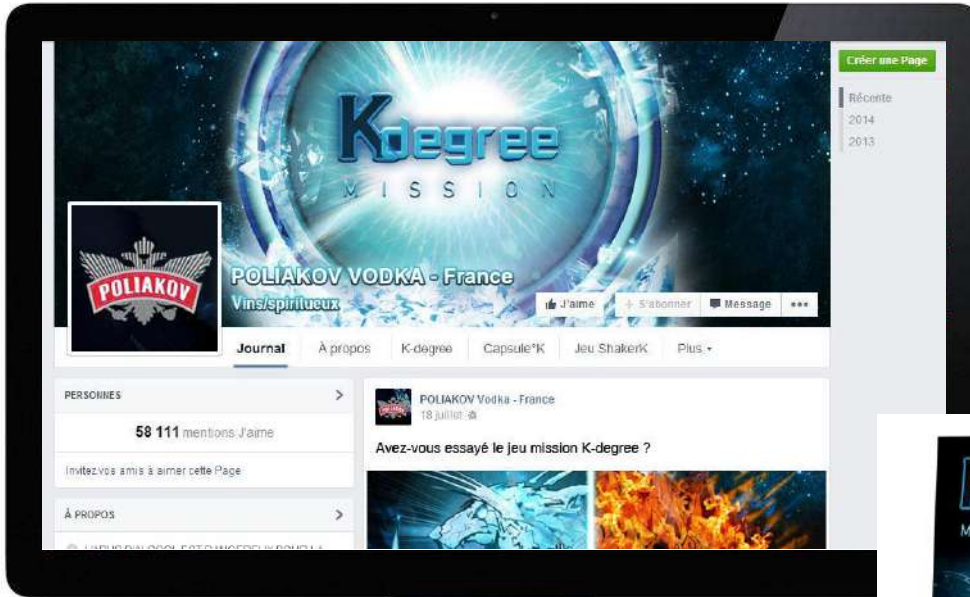 Kdegree
MISSION
POLIAKOV
POLIAKOV VODKA - France
Vins/spiritueux
J'aime
+ S'abonner
Message
Créer une Page
Récente
2014
2013
Journal
À propos
K-degree
Capsule°K
Jeu ShakerK
Plus
PERSONNES
58 111 mentions J'aime
Invitez vos amis à aimer cette Page
À PROPOS
POLIAKOV Vodka - France
18 juillet
Avez-vous essayé le jeu mission K-degree ?